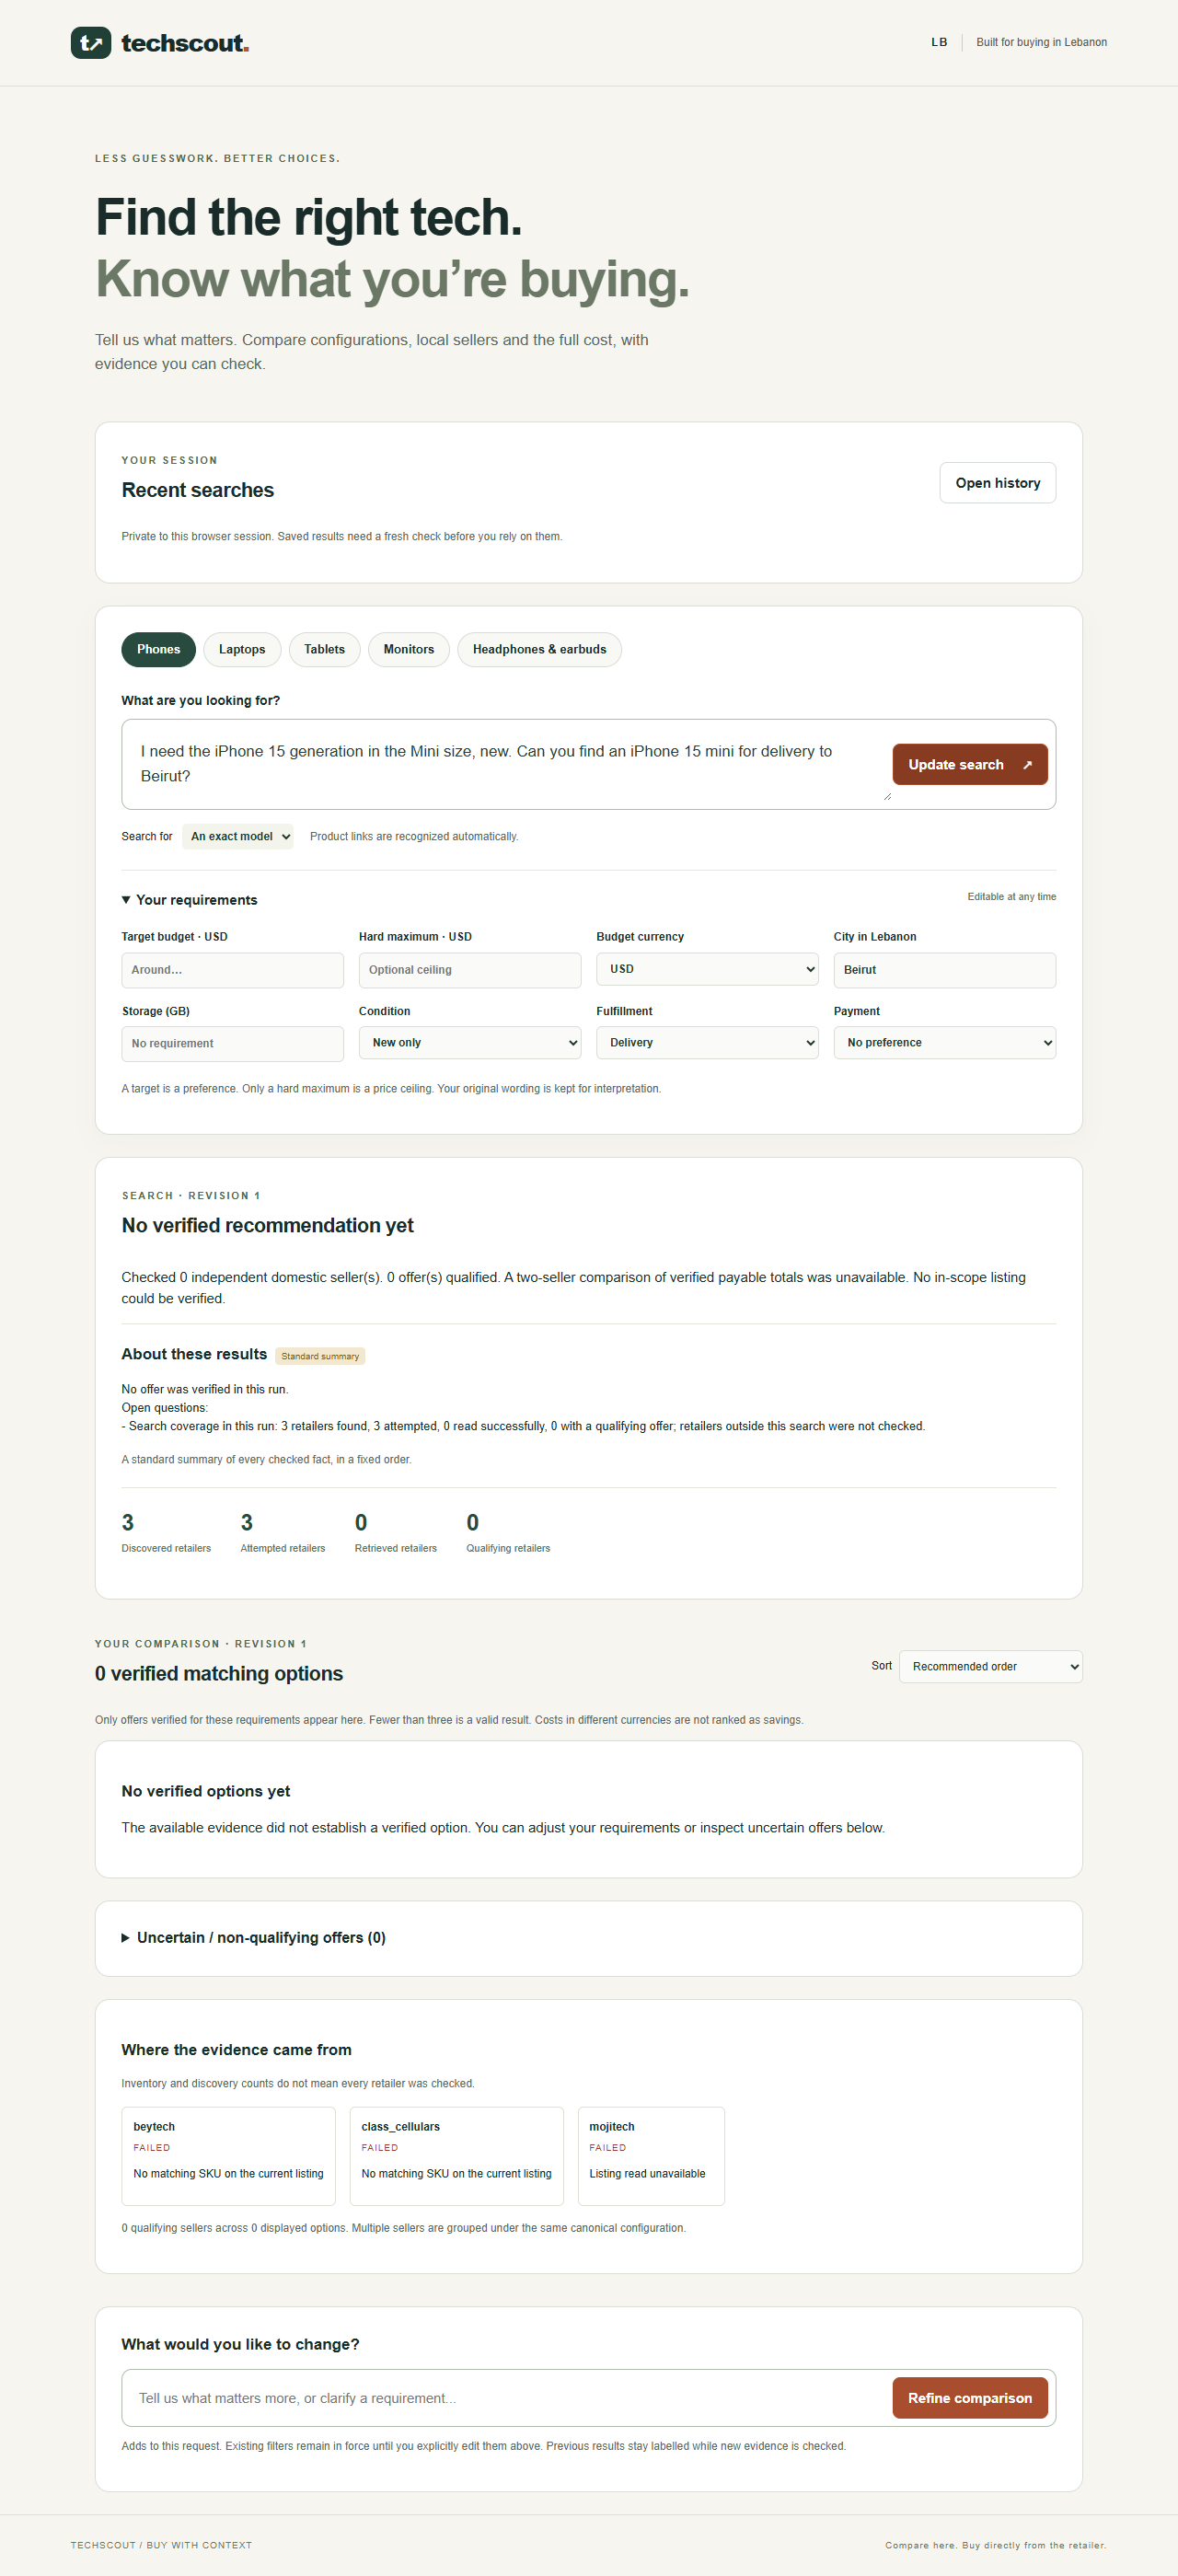 t↗ techscout.
LB
Built for buying in Lebanon
LESS GUESSWORK. BETTER CHOICES.
Find the right tech.
Know what you’re buying.
Tell us what matters. Compare configurations, local sellers and the full cost, with
evidence you can check.
YOUR SESSION
Recent searches
Open history
Private to this browser session. Saved results need a fresh check before you rely on them.
Phones
Laptops
Tablets
Monitors
Headphones & earbuds
What are you looking for?
I need the iPhone 15 generation in the Mini size, new. Can you find an iPhone 15 mini for delivery to
Beirut?
Update search ↗
Search for
An exact model
Product links are recognized automatically.
▼ Your requirements
Editable at any time
Target budget · USD
Hard maximum · USD
Budget currency
City in Lebanon
Around…
Optional ceiling
USD
Beirut
Storage (GB)
Condition
Fulfillment
Payment
No requirement
New only
Delivery
No preference
A target is a preference. Only a hard maximum is a price ceiling. Your original wording is kept for interpretation.
SEARCH · REVISION 1
No verified recommendation yet
Checked 0 independent domestic seller(s). 0 offer(s) qualified. A two-seller comparison of verified payable totals was unavailable. No in-scope listing
could be verified.
About these results
Standard summary
No offer was verified in this run.
Open questions:
- Search coverage in this run: 3 retailers found, 3 attempted, 0 read successfully, 0 with a qualifying offer; retailers outside this search were not checked.
A standard summary of every checked fact, in a fixed order.
3
3
0
0
Discovered retailers
Attempted retailers
Retrieved retailers
Qualifying retailers
YOUR COMPARISON · REVISION 1
0 verified matching options
Sort
Recommended order
Only offers verified for these requirements appear here. Fewer than three is a valid result. Costs in different currencies are not ranked as savings.
No verified options yet
The available evidence did not establish a verified option. You can adjust your requirements or inspect uncertain offers below.
▶ Uncertain / non-qualifying offers (0)
Where the evidence came from
Inventory and discovery counts do not mean every retailer was checked.
beytech
FAILED
No matching SKU on the current listing
class_cellulars
FAILED
No matching SKU on the current listing
mojitech
FAILED
Listing read unavailable
0 qualifying sellers across 0 displayed options. Multiple sellers are grouped under the same canonical configuration.
What would you like to change?
Tell us what matters more, or clarify a requirement…
Refine comparison
Adds to this request. Existing filters remain in force until you explicitly edit them above. Previous results stay labelled while new evidence is checked.
TECHSCOUT / BUY WITH CONTEXT
Compare here. Buy directly from the retailer.